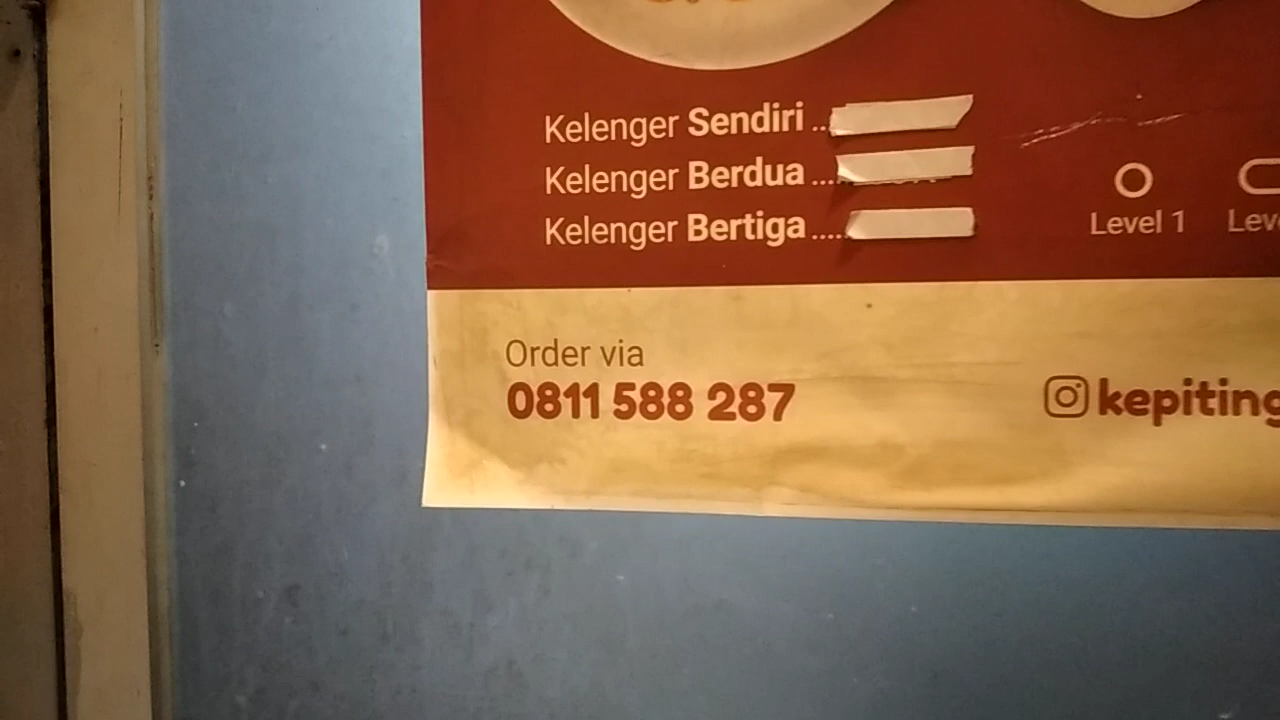 Kelenger Sendiri ..
Kelenger Berdua ....
Kelenger Bertiga .....
Level 1
Order via
0811 588 287
kepiting